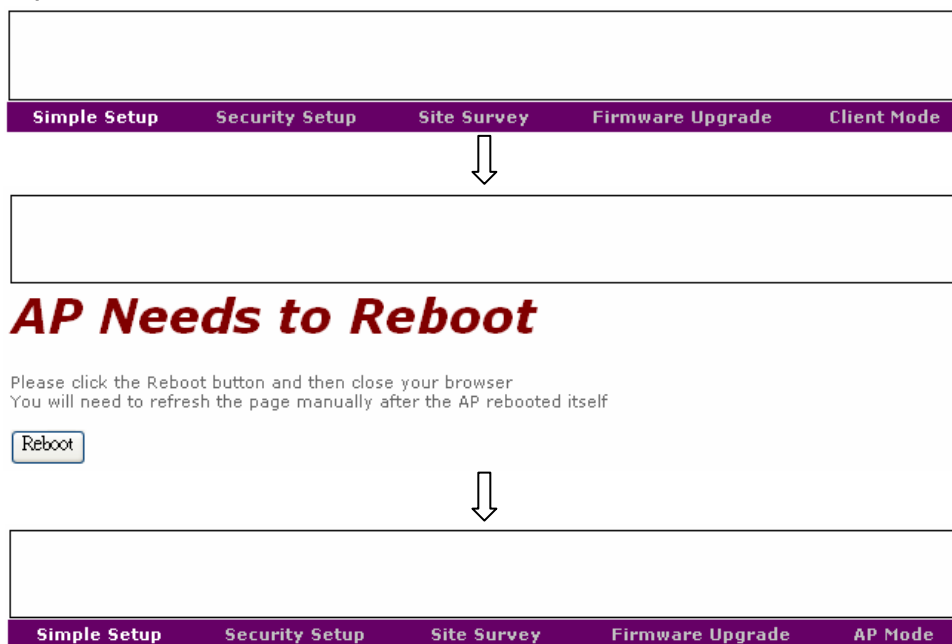 Simple Setup Security Setup Site Survey Firmware Upgrade Client Mode
AP Needs to Reboot
Please click the Reboot button and then close your browser
You will need to refresh the page manually after the AP rebooted itself
Reboot
Simple Setup Security Setup Site Survey Firmware Upgrade AP Mode